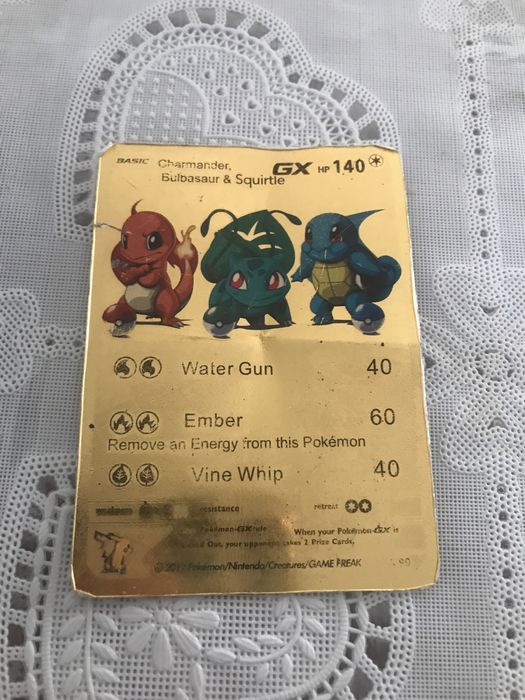 BASIC Charmander, GX HP 140
Bulbasaur & Squirtle
Water Gun 40
Ember 60
Remove an Energy from this Pokémon
Vine Whip 40
weakness resistance retreat
Pokémon-GX rule When your Pokémon-GX is
Out, your opponent takes 2 Prize Cards.
Pokémon/Nintendo/Creatures/GAME FREAK